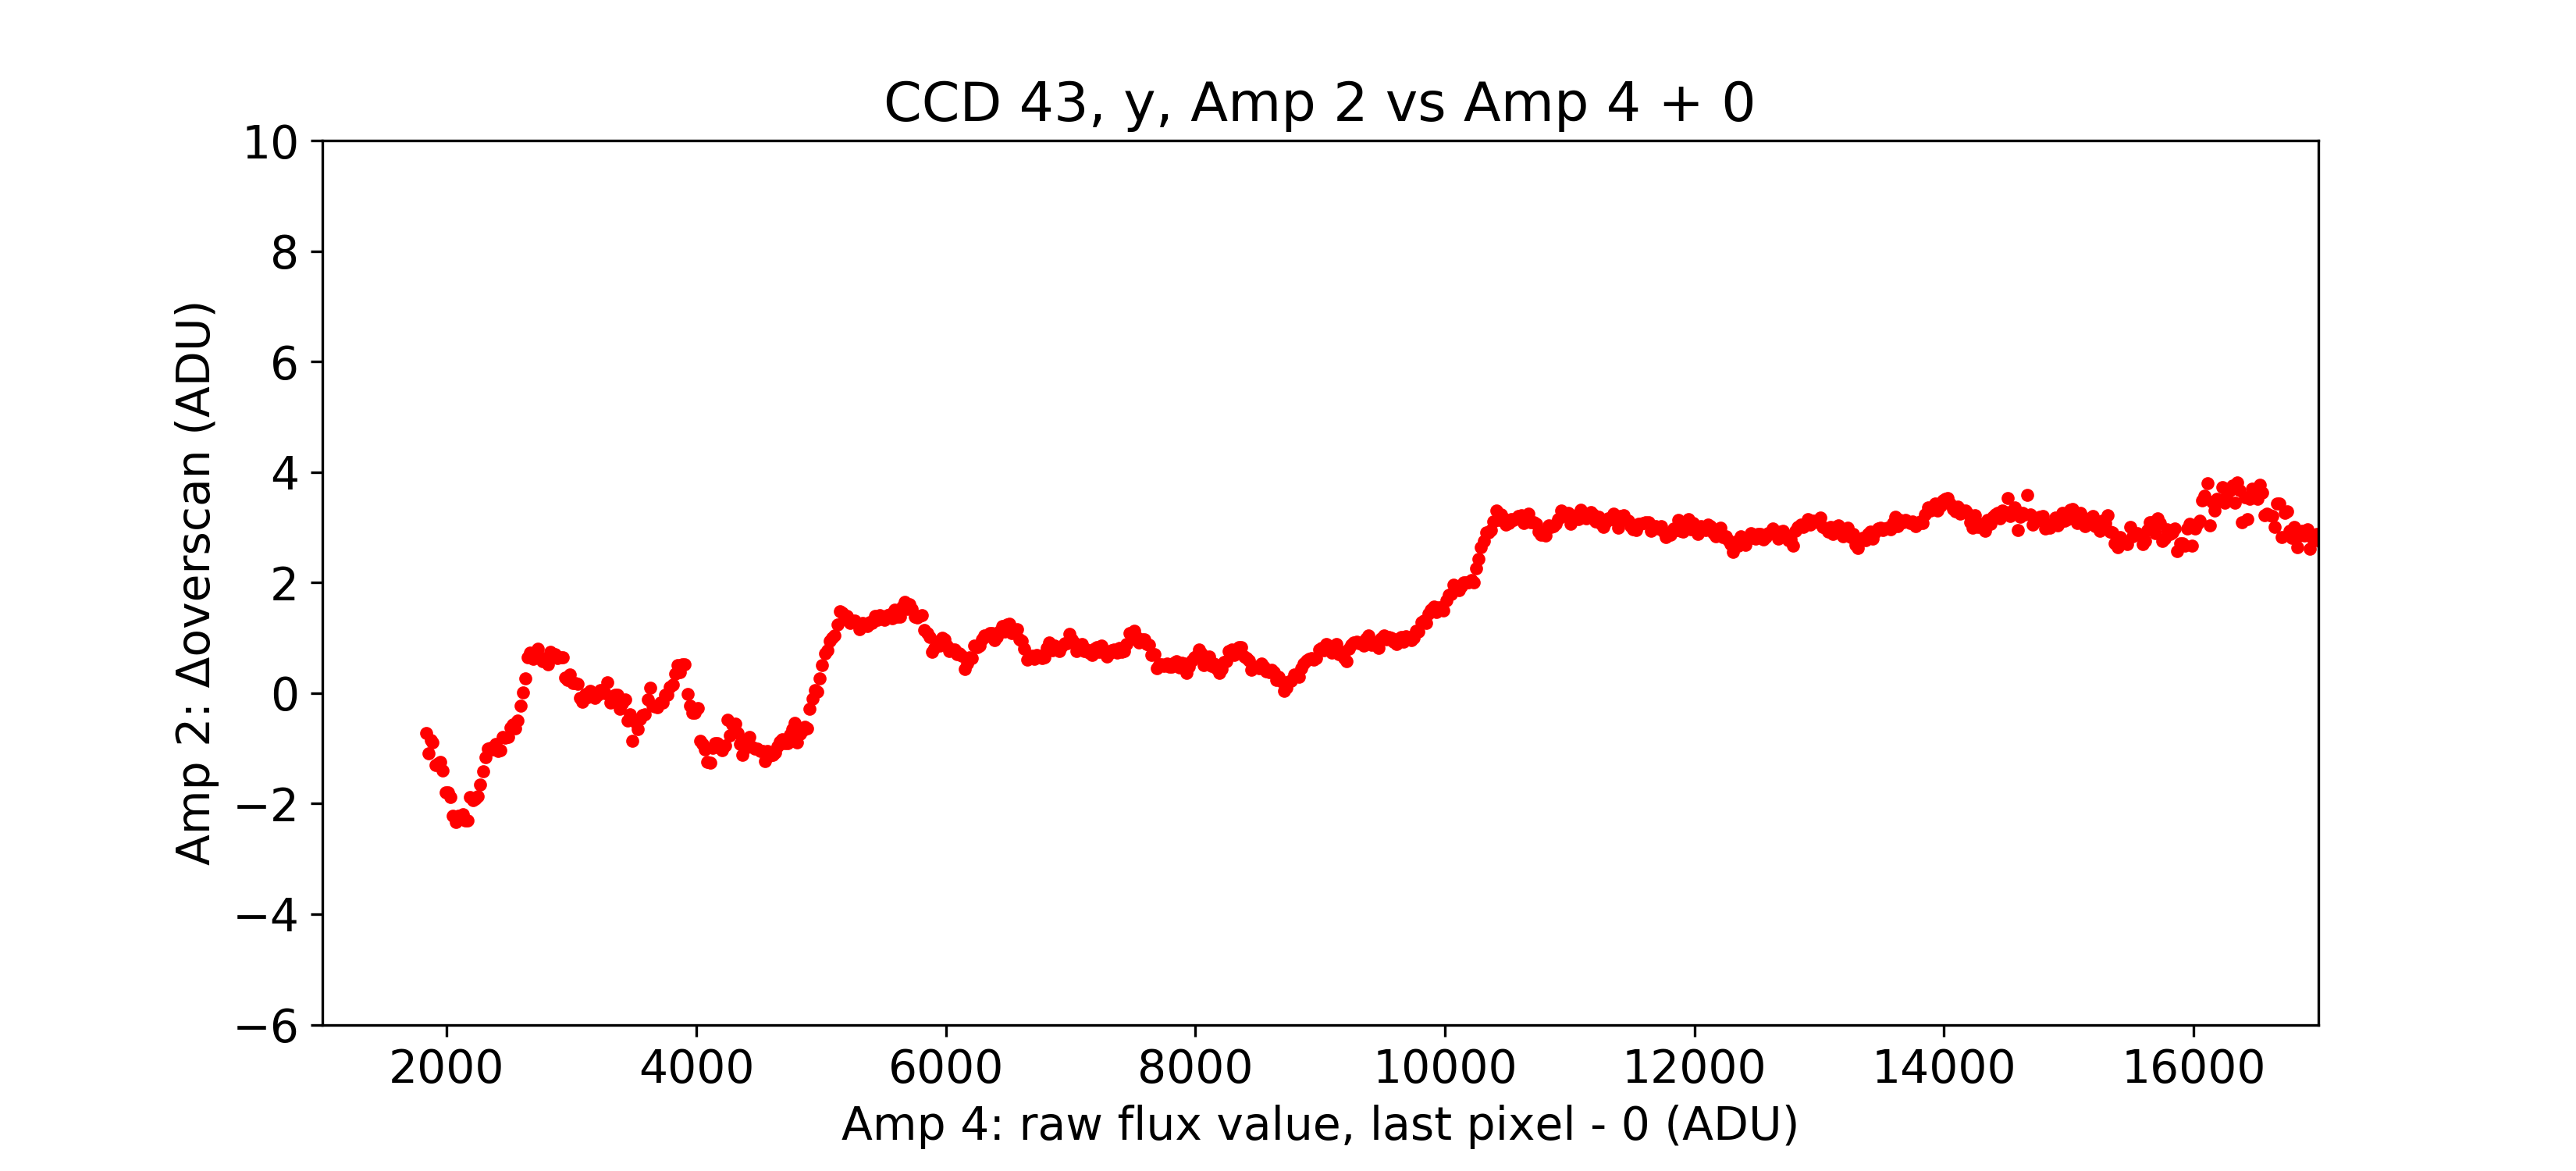 CCD 43, y, Amp 2 vs Amp 4 + 0
10
8
6
4
2
0
−2
−4
−6
Amp 2: Δoverscan (ADU)
2000 4000 6000 8000 10000 12000 14000 16000
Amp 4: raw flux value, last pixel - 0 (ADU)